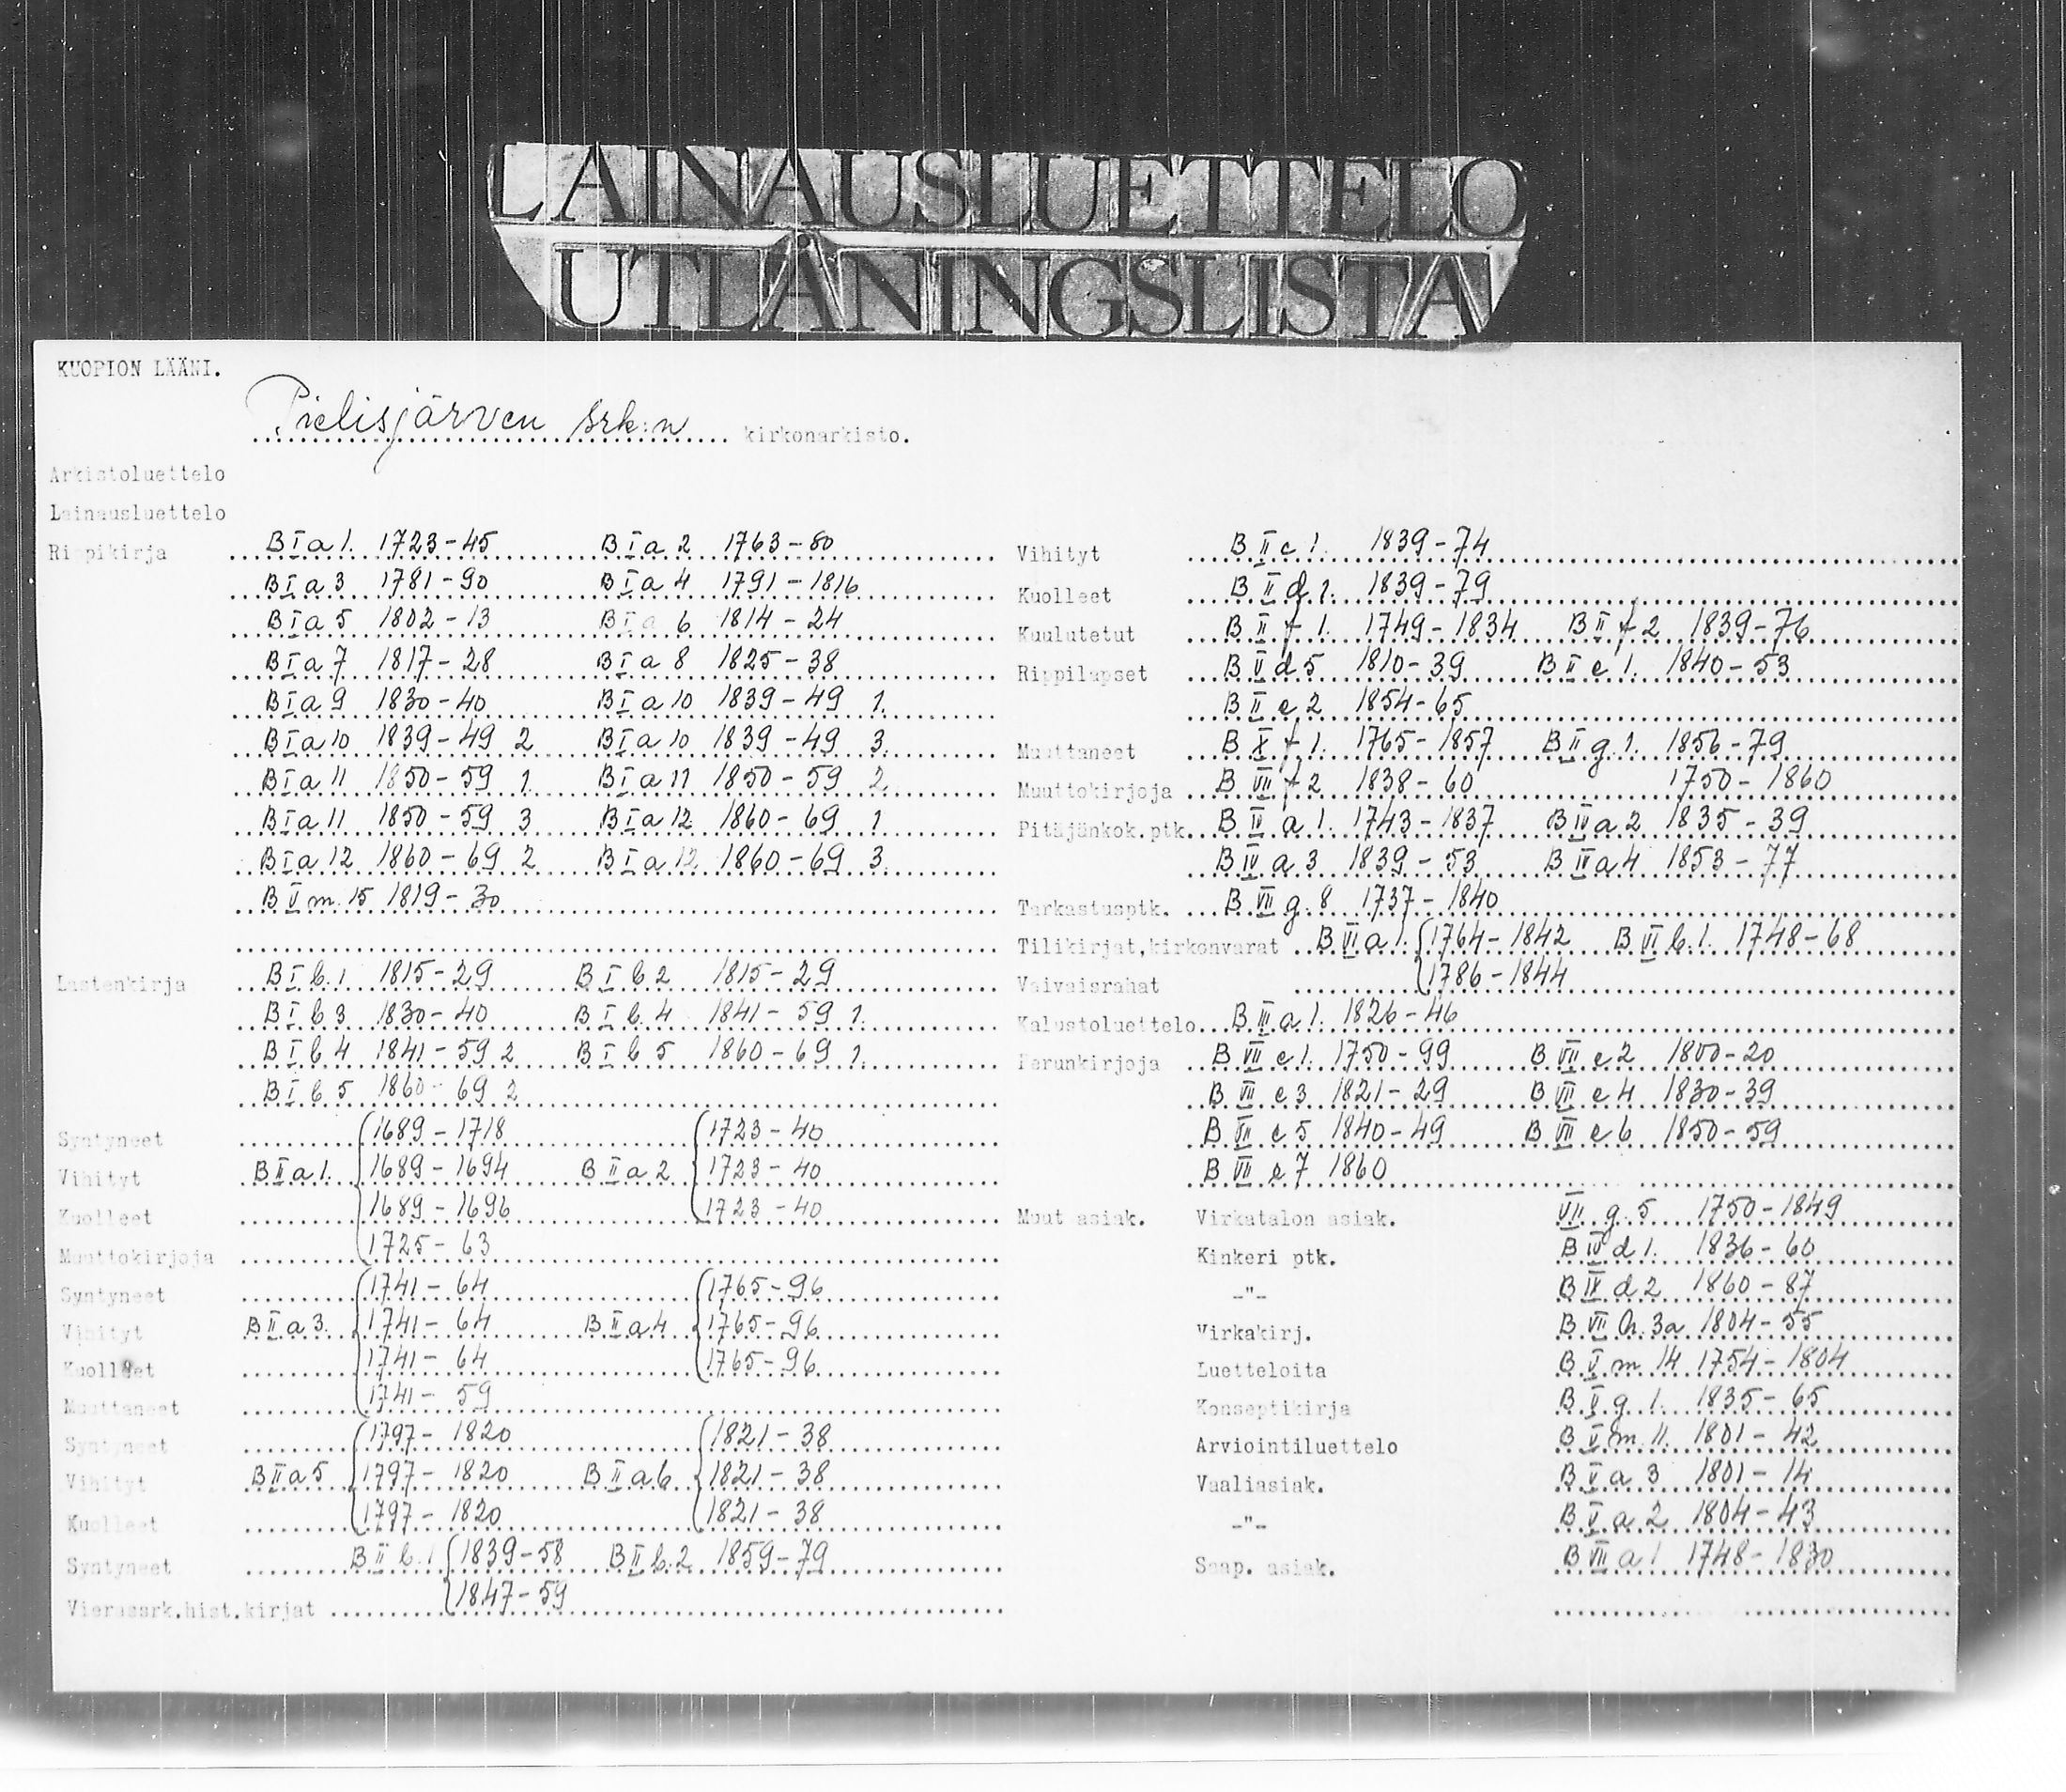 LAINAUSLUETTELO
UTLÅNINGSLISTA
KUOPION LÄÄNI.
Pielisjärven srk:n kirkonarkisto.
Arkistoluettelo
Lainausluettelo
Rippikirja B I a 1. 1723-45 B I a 2 1763-80
B I a 3 1781-90 B I a 4 1791-1816
B I a 5 1802-13 B I a 6 1814-24
B I a 7 1817-28 B I a 8 1825-38
B I a 9 1830-40 B I a 10 1839-49 1.
B I a 10 1839-49 2 B I a 10 1839-49 3.
B I a 11 1850-59 1. B I a 11 1850-59 2.
B I a 11 1850-59 3 B I a 12 1860-69 1
B I a 12 1860-69 2 B I a 12 1860-69 3.
B V m. 15 1819-30
Lastenkirja B I b. 1 1815-29 B I b 2 1815-29
B I b 3 1830-40 B I b. 4 1841-59 1.
B I b 4 1841-59 2 B I b 5 1860-69 1.
B I b 5 1860-69 2
Syntyneet 1689-1718 1723-40
Vihityt B II a 1. 1689-1694 B II a 2 1723-40
Kuolleet 1689-1696 1723-40
Muuttokirjoja 1725-63
Syntyneet 1741-64 1765-96
Vihityt B II a 3. 1741-64 B II a 4 1765-96
Kuolleet 1741-64 1765-96
Muuttaneet 1741-59
Syntyneet 1797-1820 1821-38
Vihityt B II a 5 1797-1820 B II a 6 1821-38
Kuolleet 1797-1820 1821-38
Syntyneet B II b. 1 1839-58 B II b. 2 1859-79
1847-59
Vierassrk.hist.kirjat
Vihityt B II c 1. 1839-74
Kuolleet B II d 1. 1839-79
Kuulutetut B II f 1. 1749-1834 B II f 2 1839-76
Rippilapset B V d 5 1810-39 B II e 1. 1840-53
B II e 2 1854-65
Muuttaneet B X f 1. 1765-1857 B II g. 1. 1856-79
Muuttokirjoja B VII f 2 1838-60 1750-1860
Pitäjänkok.ptk. B IV a 1. 1743-1837 B IV a 2 1835-39
B IV a 3 1839-53 B IV a 4 1853-77
Tarkastusptk. B VII g. 8 1737-1840
Tilikirjat,kirkonvarat B VI a 1. 1764-1842 B VI b. 1. 1748-68
Vaivaisrahat 1786-1844
Kalustoluettelo B III a 1. 1826-46
Perunkirjoja B VII e 1. 1750-99 B VII e 2 1800-20
B VII e 3 1821-29 B VII e 4 1830-39
B VII e 5 1840-49 B VII e 6 1850-59
B VII e 7 1860
Muut asiak. Virkatalon asiak. VII g. 5 1750-1849
Kinkeri ptk. B IV d 1. 1836-60
-"- B IV d 2 1860-87
Virkakirj. B VII h. 3a 1804-55
Luetteloita B V m 14 1754-1804
Konseptikirja B V g 1. 1835-65
Arviointiluettelo B V m. 11. 1801-42
Vaaliasiak. B V a 3 1801-14
-"- B V a 2 1804-43
Saap. asiak. B VII a 1 1748-1830